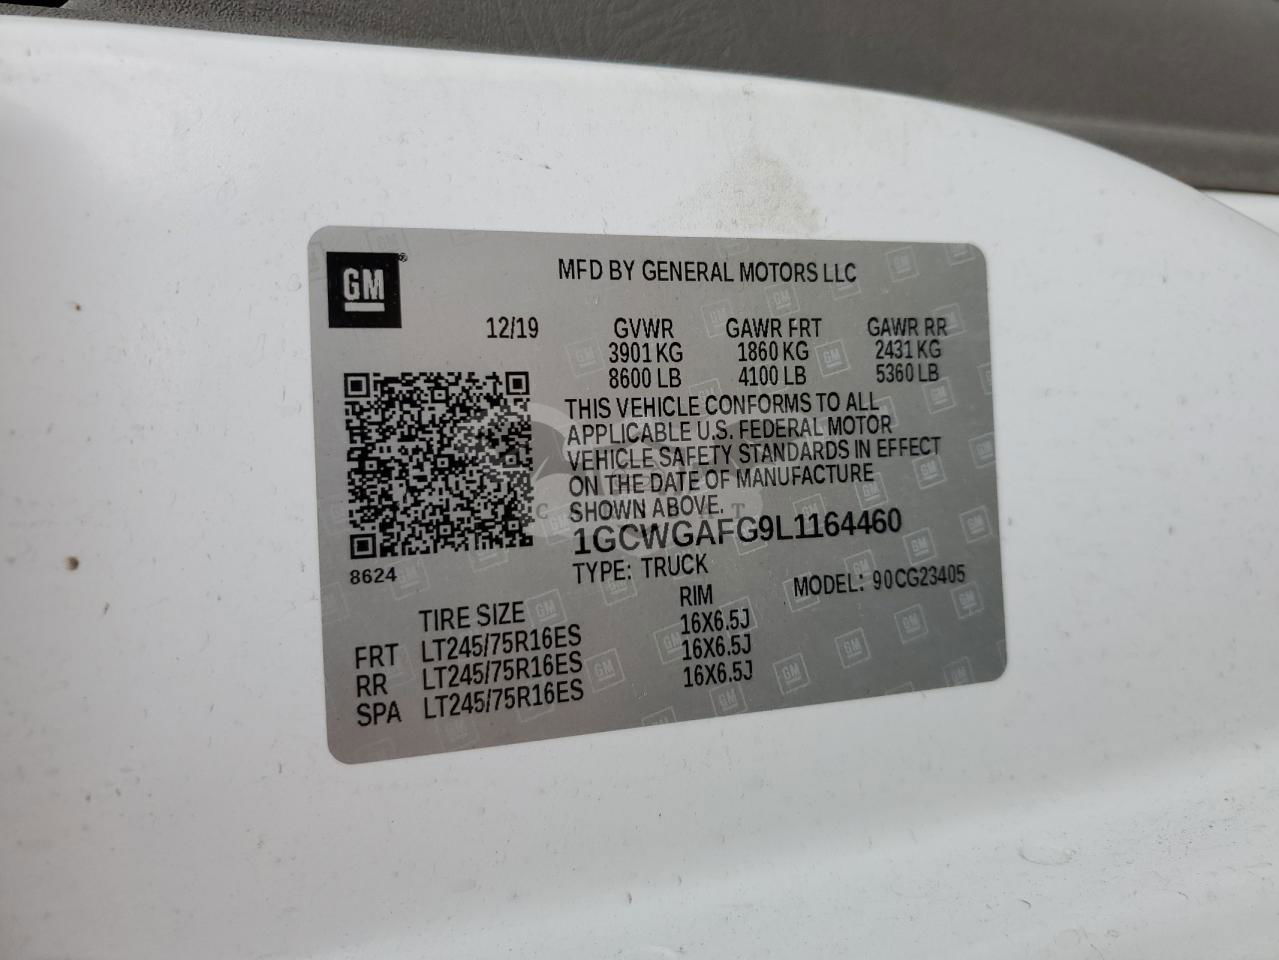 GM
MFD BY GENERAL MOTORS LLC
12/19 GVWR GAWR FRT GAWR RR
3901 KG 1860 KG 2431 KG
8600 LB 4100 LB 5360 LB
THIS VEHICLE CONFORMS TO ALL
APPLICABLE U.S. FEDERAL MOTOR
VEHICLE SAFETY STANDARDS IN EFFECT
ON THE DATE OF MANUFACTURE
SHOWN ABOVE.
1GCWGAFG9L1164460
8624
TYPE: TRUCK MODEL: 90CG23405
TIRE SIZE RIM
FRT LT245/75R16ES 16X6.5J
RR LT245/75R16ES 16X6.5J
SPA LT245/75R16ES 16X6.5J